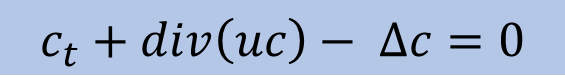 c_t + div(uc) − Δc = 0